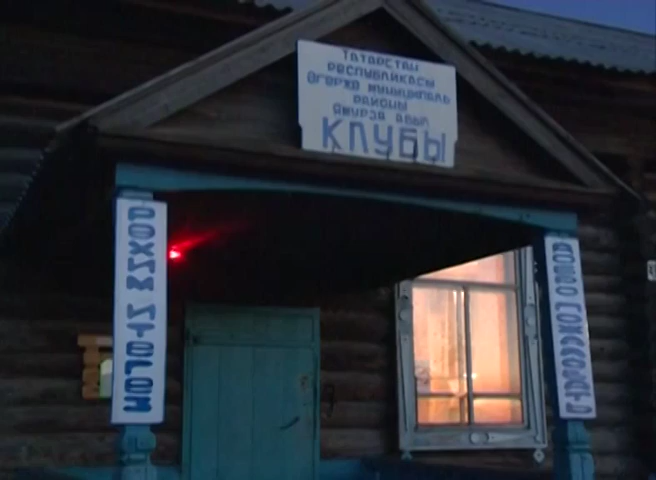 ТАТАРСТАН
РЕСПУБЛИКАСЫ
ӘГЕРҖЕ МУНИЦИПАЛЬ
РАЙОНЫ
АВЫЛ
КЛУБЫ
РӘХИМ ИТЕГЕЗ
ДОБРО ПОЖАЛОВАТЬ